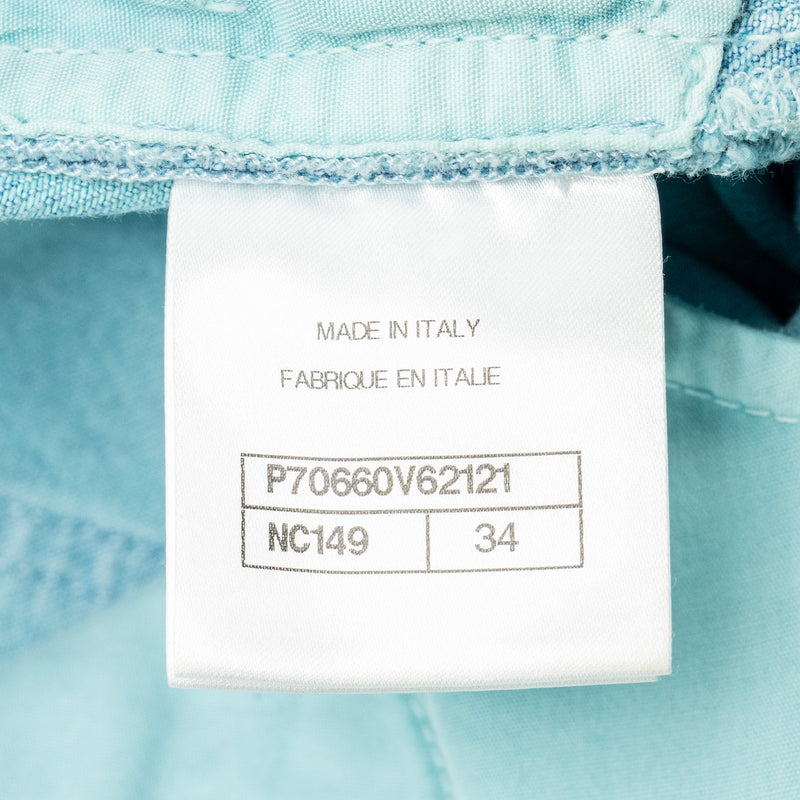 MADE IN ITALY
FABRIQUE EN ITALIE
P70660V62121
NC149 34